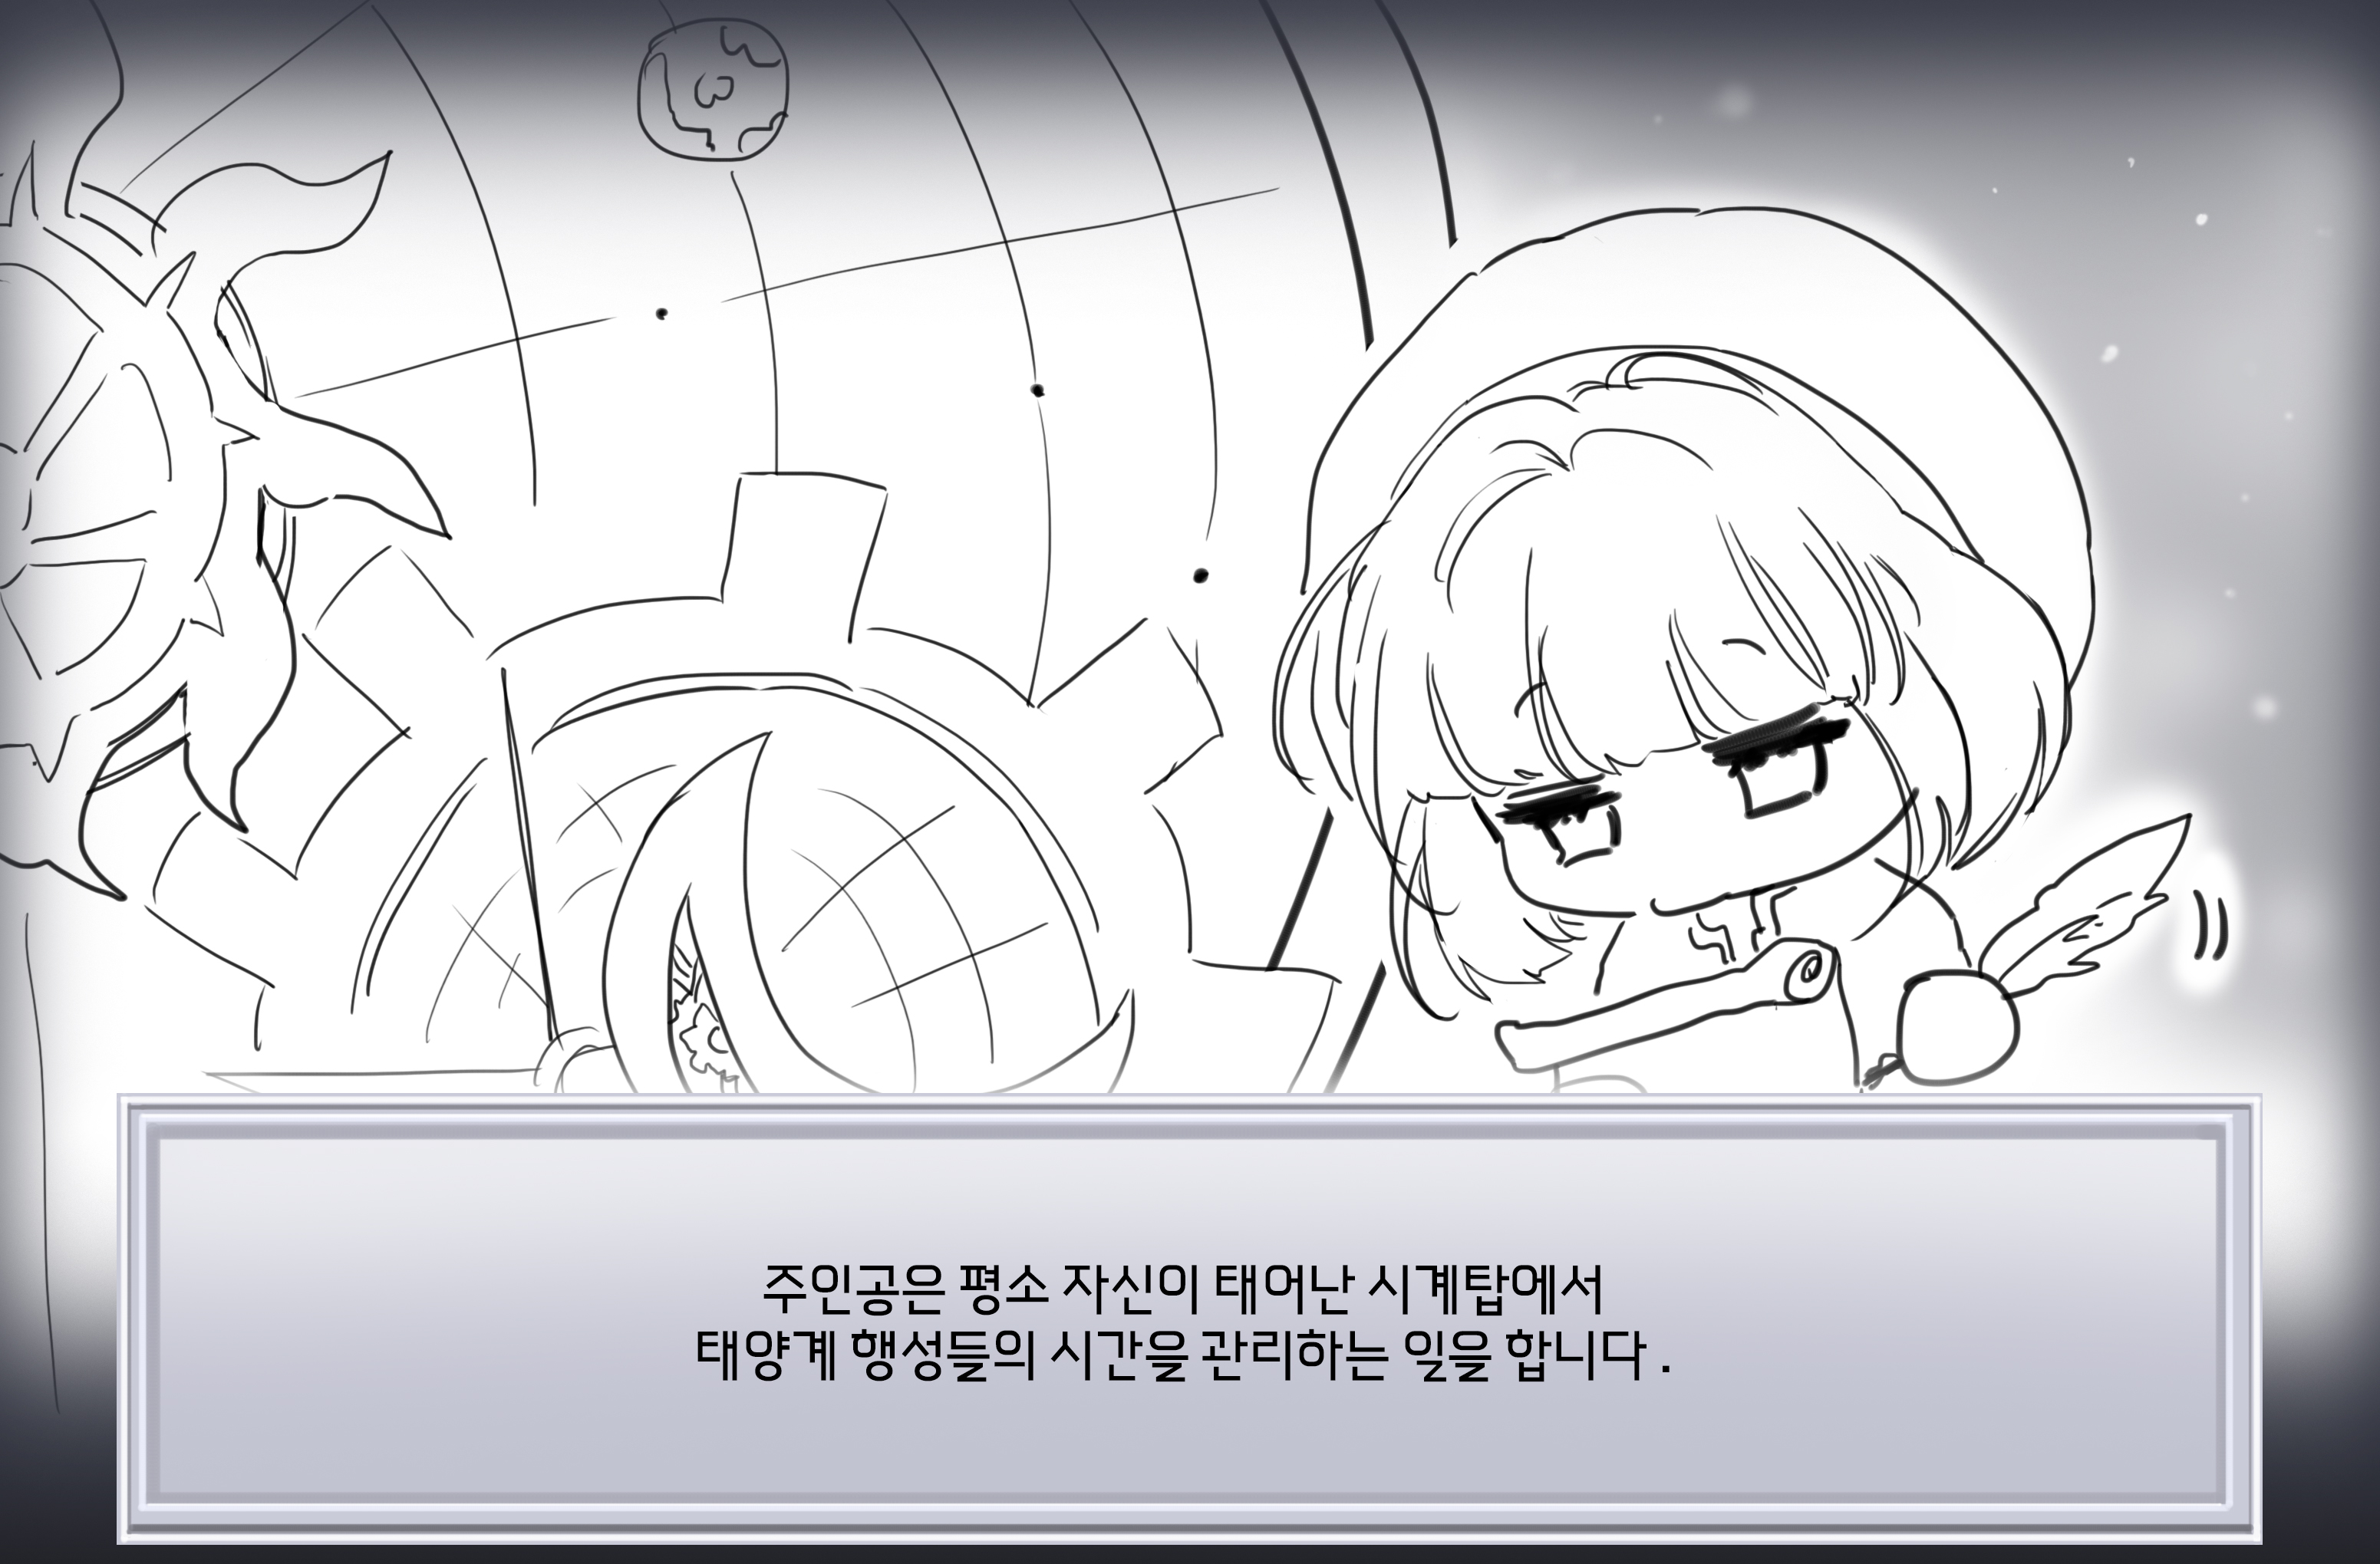 주인공은 평소 자신이 태어난 시계탑에서
태양계 행성들의 시간을 관리하는 일을 합니다 .